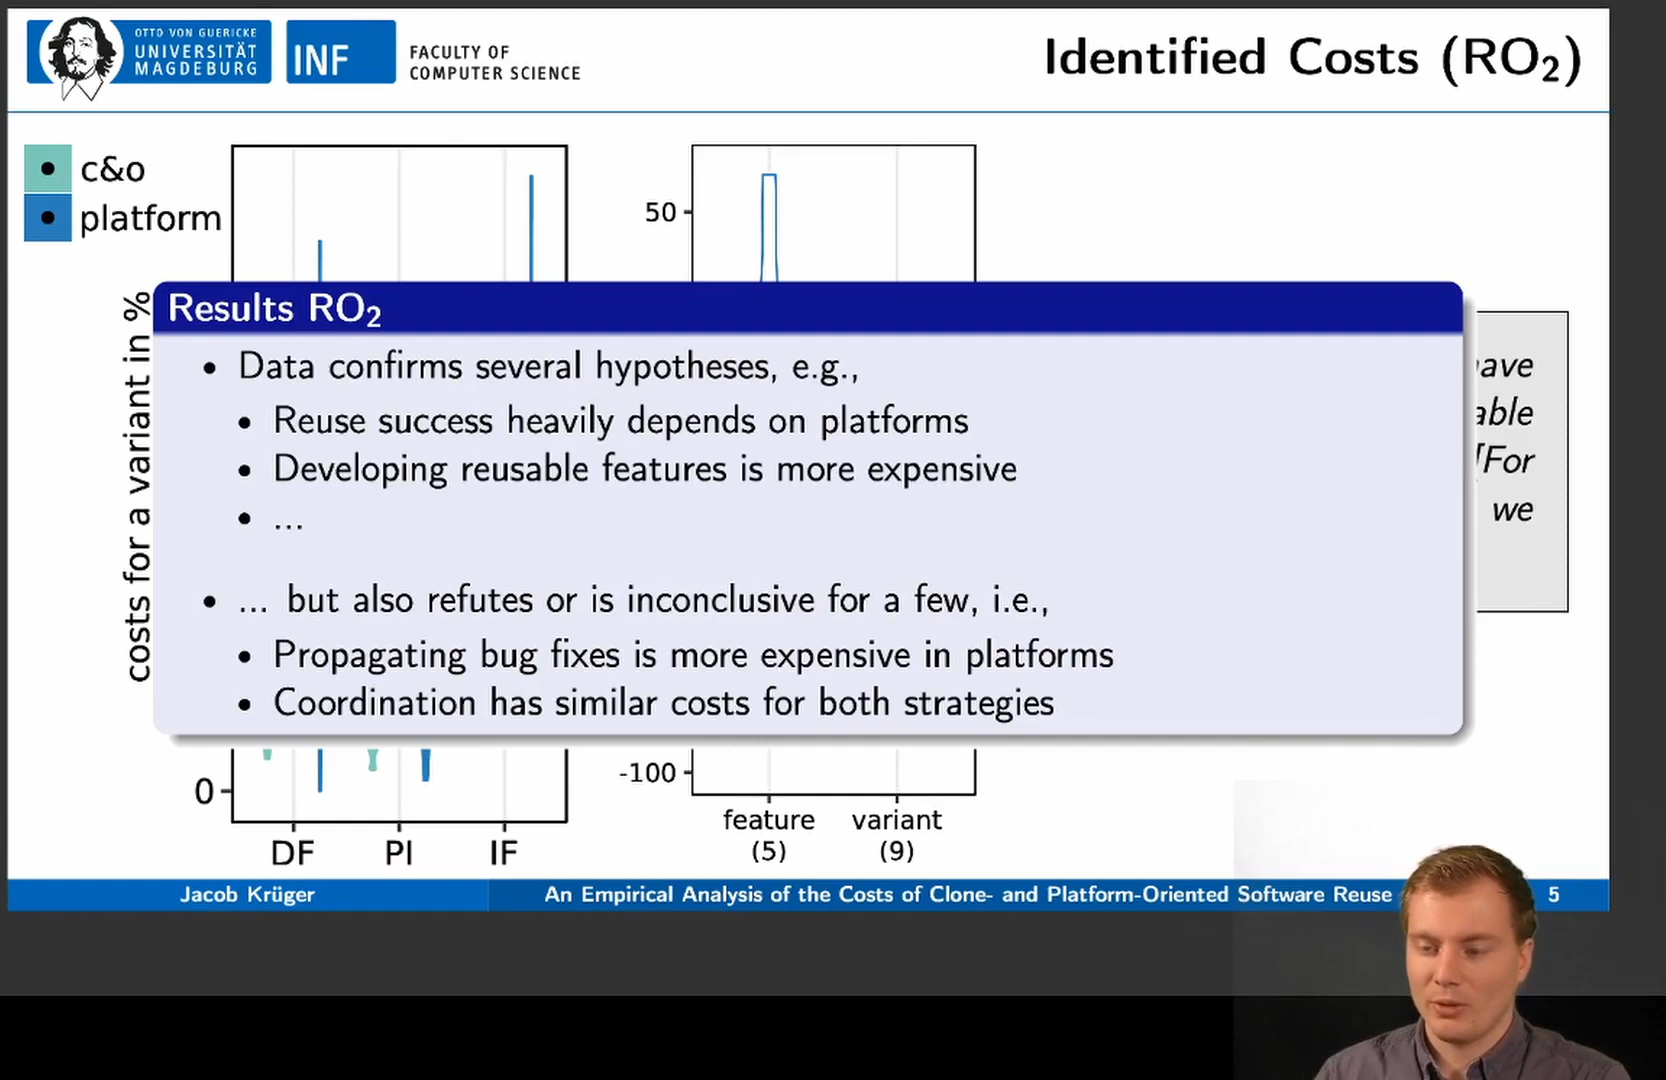 OTTO VON GUERICKE
UNIVERSITÄT
MAGDEBURG
INF
FACULTY OF
COMPUTER SCIENCE
Identified Costs (RO₂)
c&o
platform
costs for a variant in %
50
Results RO₂
• Data confirms several hypotheses, e.g.,
• Reuse success heavily depends on platforms
• Developing reusable features is more expensive
• ...
• ... but also refutes or is inconclusive for a few, i.e.,
• Propagating bug fixes is more expensive in platforms
• Coordination has similar costs for both strategies
[For
we
0
-100
DF PI IF
feature variant
(5) (9)
Jacob Krüger
An Empirical Analysis of the Costs of Clone- and Platform-Oriented Software Reuse
5